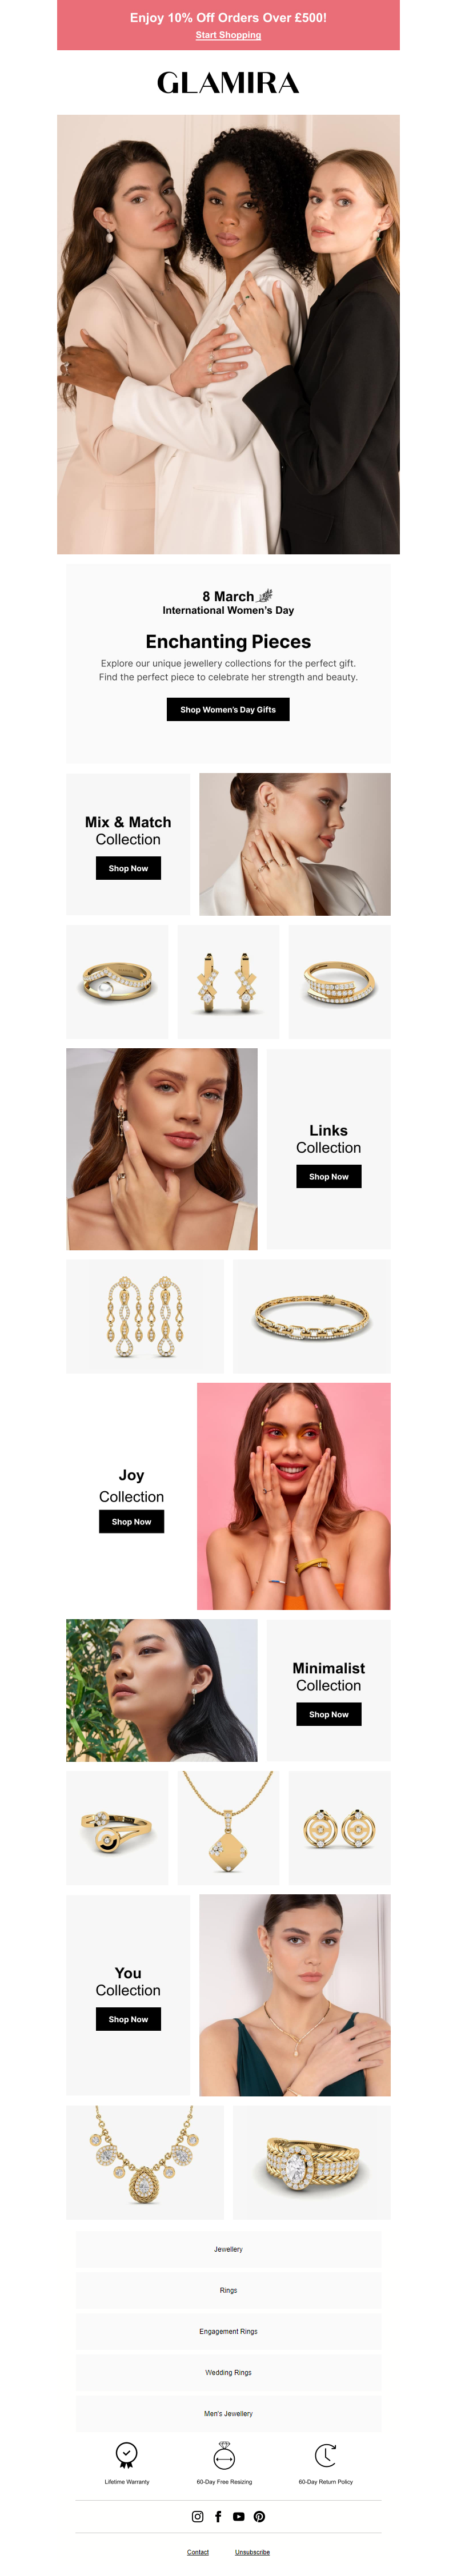 Enjoy 10% Off Orders Over £500!
Start Shopping
GLAMIRA
8 March
International Women's Day
Enchanting Pieces
Explore our unique jewellery collections for the perfect gift.
Find the perfect piece to celebrate her strength and beauty.
Shop Women's Day Gifts
Mix & Match
Collection
Shop Now
Links
Collection
Shop Now
Joy
Collection
Shop Now
Minimalist
Collection
Shop Now
You
Collection
Shop Now
Jewellery
Rings
Engagement Rings
Wedding Rings
Men's Jewellery
Lifetime Warranty
60-Day Free Resizing
60-Day Return Policy
Contact
Unsubscribe